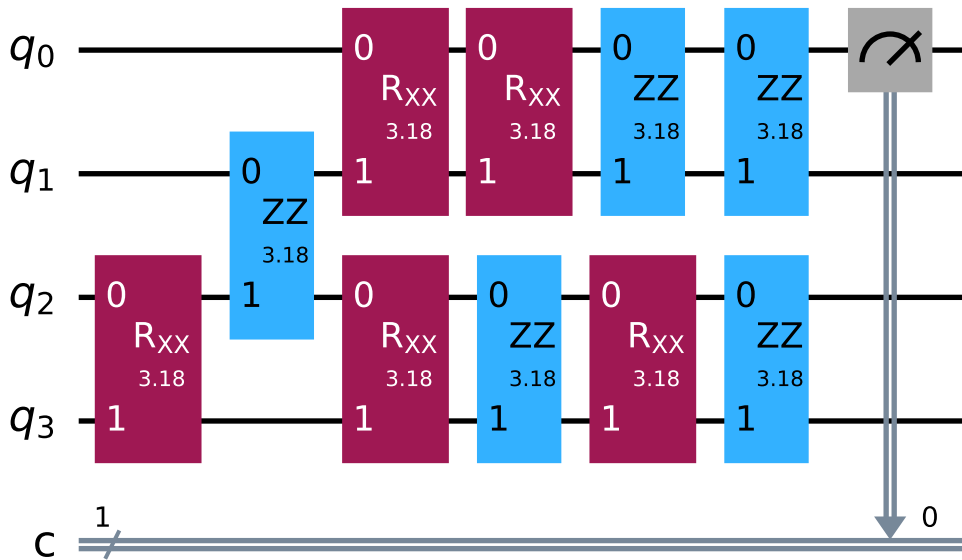 q0 0 0 0 0
RXX RXX ZZ ZZ
3.18 3.18 3.18 3.18
q1 0 1 1 1 1
ZZ
3.18
q2 0 1 0 0 0 0
RXX RXX ZZ RXX ZZ
3.18 3.18 3.18 3.18 3.18
q3 1 1 1 1 1
1 0
c